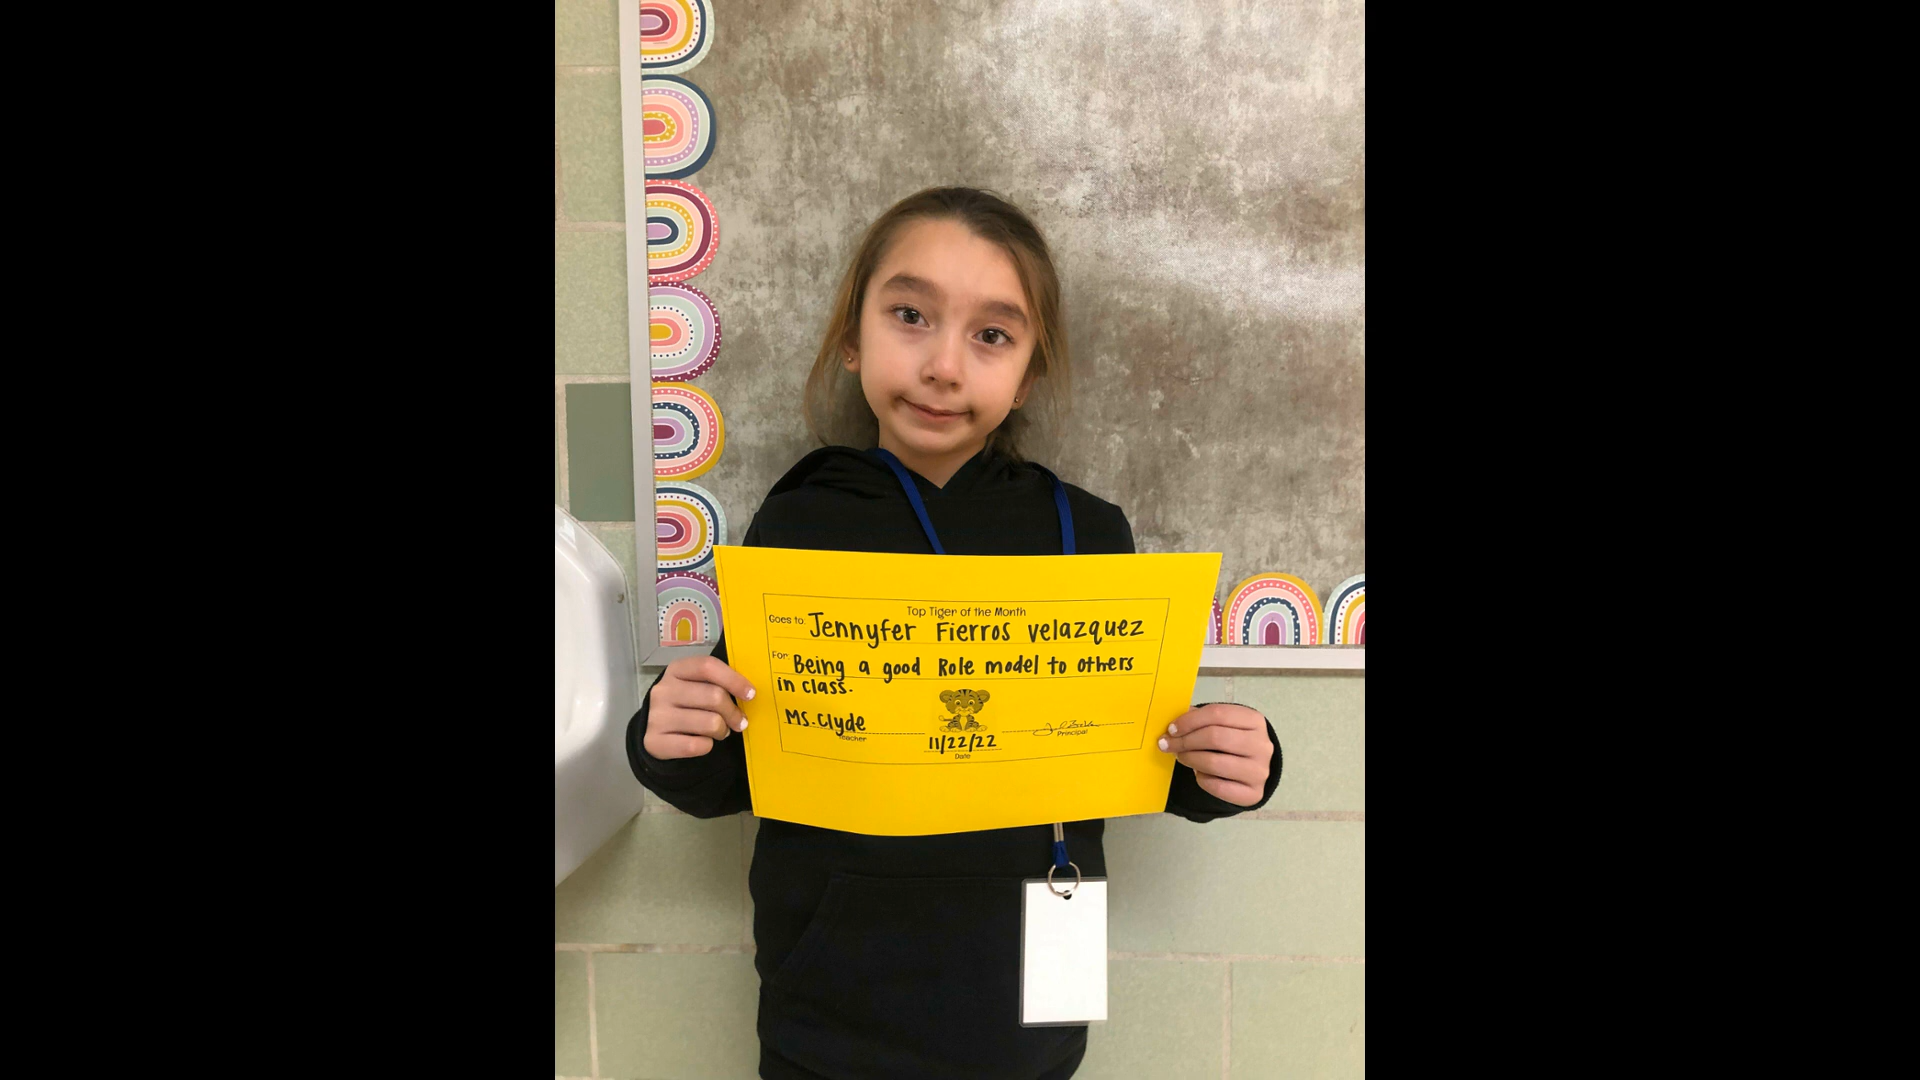 Top Tiger of the Month
Goes to: Jennyfer Fierros Velazquez
For: Being a good Role model to others
in class.
Ms. Clyde
Teacher
11/22/22
Date
Principal